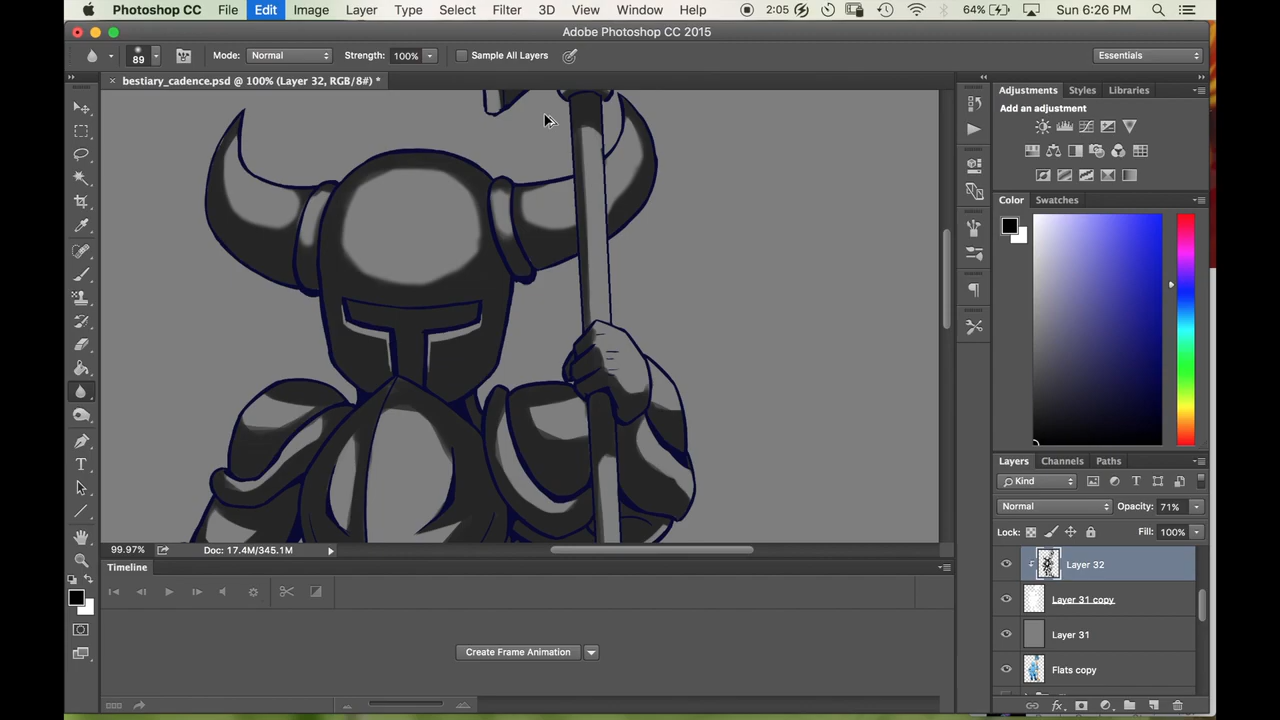 Photoshop CC File Edit Image Layer Type Select Filter 3D View Window Help 2:05 64% Sun 6:26 PM
Adobe Photoshop CC 2015
89 Mode: Normal Strength: 100% Sample All Layers Essentials
bestiary_cadence.psd @ 100% (Layer 32, RGB/8#) *
Adjustments Styles Libraries
Add an adjustment
Color Swatches
Layers Channels Paths
Kind
Normal Opacity: 71%
Lock: Fill: 100%
Layer 32
Layer 31 copy
Layer 31
Flats copy
99.97% Doc: 17.4M/345.1M
Timeline
Create Frame Animation